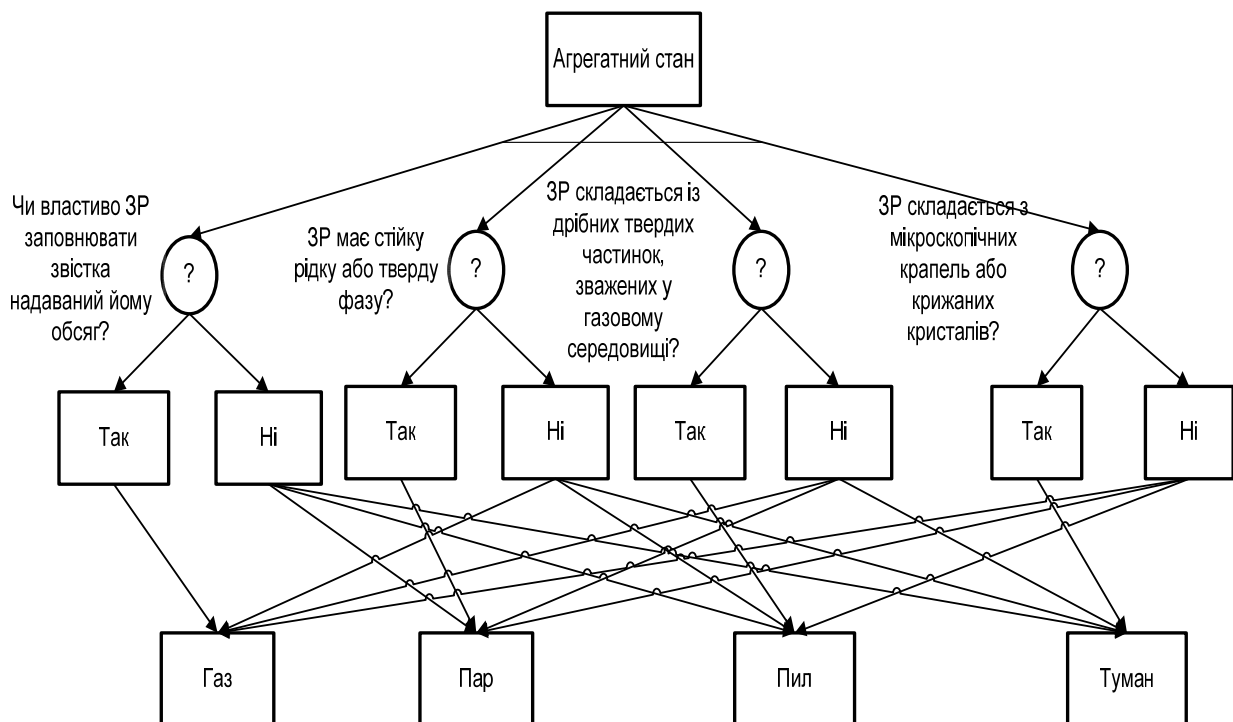 Агрегатний стан
Чи властиво ЗР
заповнювати
звістка
надаваний йому
обсяг?
?
ЗР має стійку
рідку або тверду
фазу?
?
ЗР складається із
дрібних твердих
частинок,
зважених у
газовому
середовищі?
?
ЗР складається з
мікроскопічних
крапель або
крижаних
кристалів?
?
Так
Ні
Так
Ні
Так
Ні
Так
Ні
Газ
Пар
Пил
Туман